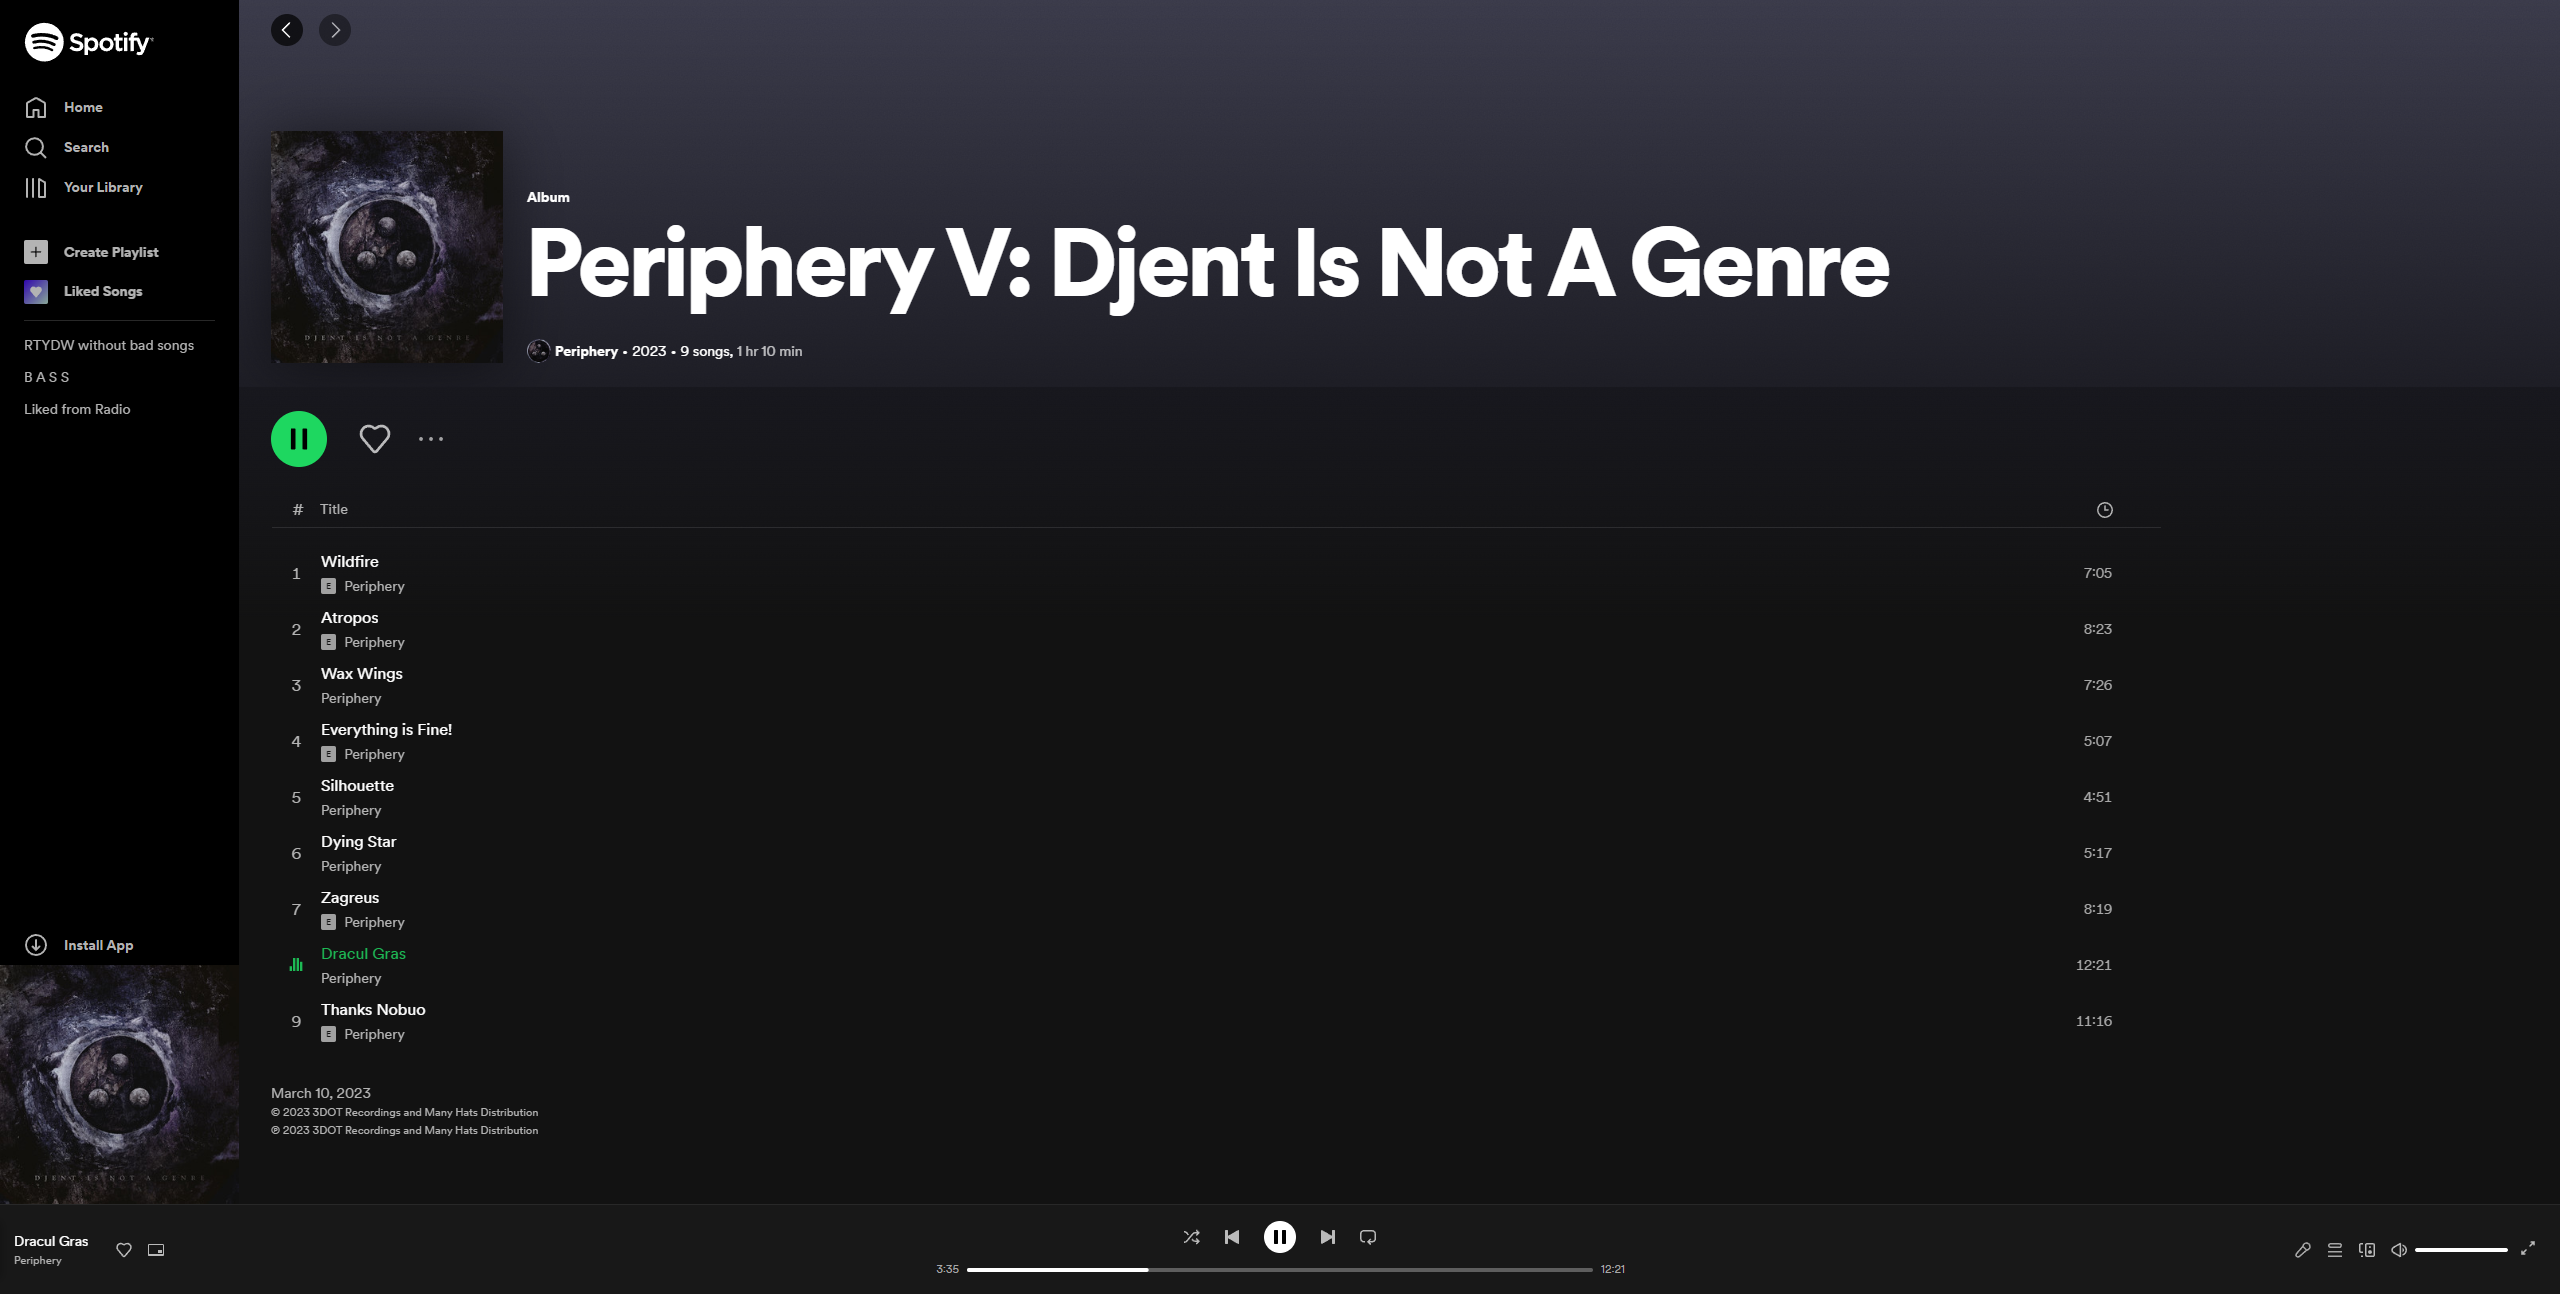 Spotify
Home
Search
Your Library
Create Playlist
Liked Songs
RTYDW without bad songs
B A S S
Liked from Radio
Install App
DJENT IS NOT A GENRE
Album
Periphery V: Djent Is Not A Genre
DJENT IS NOT A GENRE
Periphery • 2023 • 9 songs, 1 hr 10 min
# Title
1 Wildfire 7:05
E Periphery
2 Atropos 8:23
E Periphery
3 Wax Wings 7:26
Periphery
4 Everything is Fine! 5:07
E Periphery
5 Silhouette 4:51
Periphery
6 Dying Star 5:17
Periphery
7 Zagreus 8:19
E Periphery
Dracul Gras 12:21
Periphery
9 Thanks Nobuo 11:16
E Periphery
March 10, 2023
© 2023 3DOT Recordings and Many Hats Distribution
℗ 2023 3DOT Recordings and Many Hats Distribution
Dracul Gras
Periphery
3:35 12:21